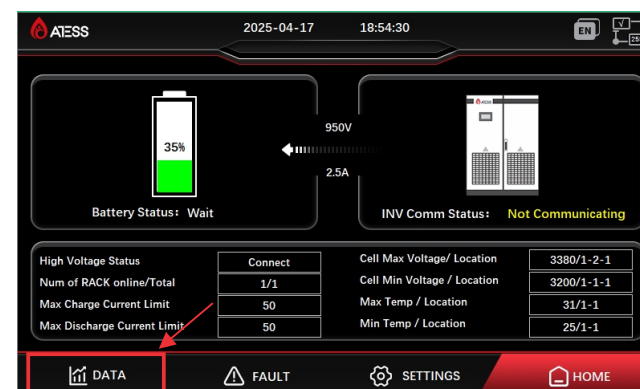 ATESS 2025-04-17 18:54:30 EN
950V
35%
2.5A
Battery Status: Wait INV Comm Status: Not Communicating
High Voltage Status Connect Cell Max Voltage/ Location 3380/1-2-1
Num of RACK online/Total 1/1 Cell Min Voltage / Location 3200/1-1-1
Max Charge Current Limit 50 Max Temp / Location 31/1-1
Max Discharge Current Limit 50 Min Temp / Location 25/1-1
DATA FAULT SETTINGS HOME